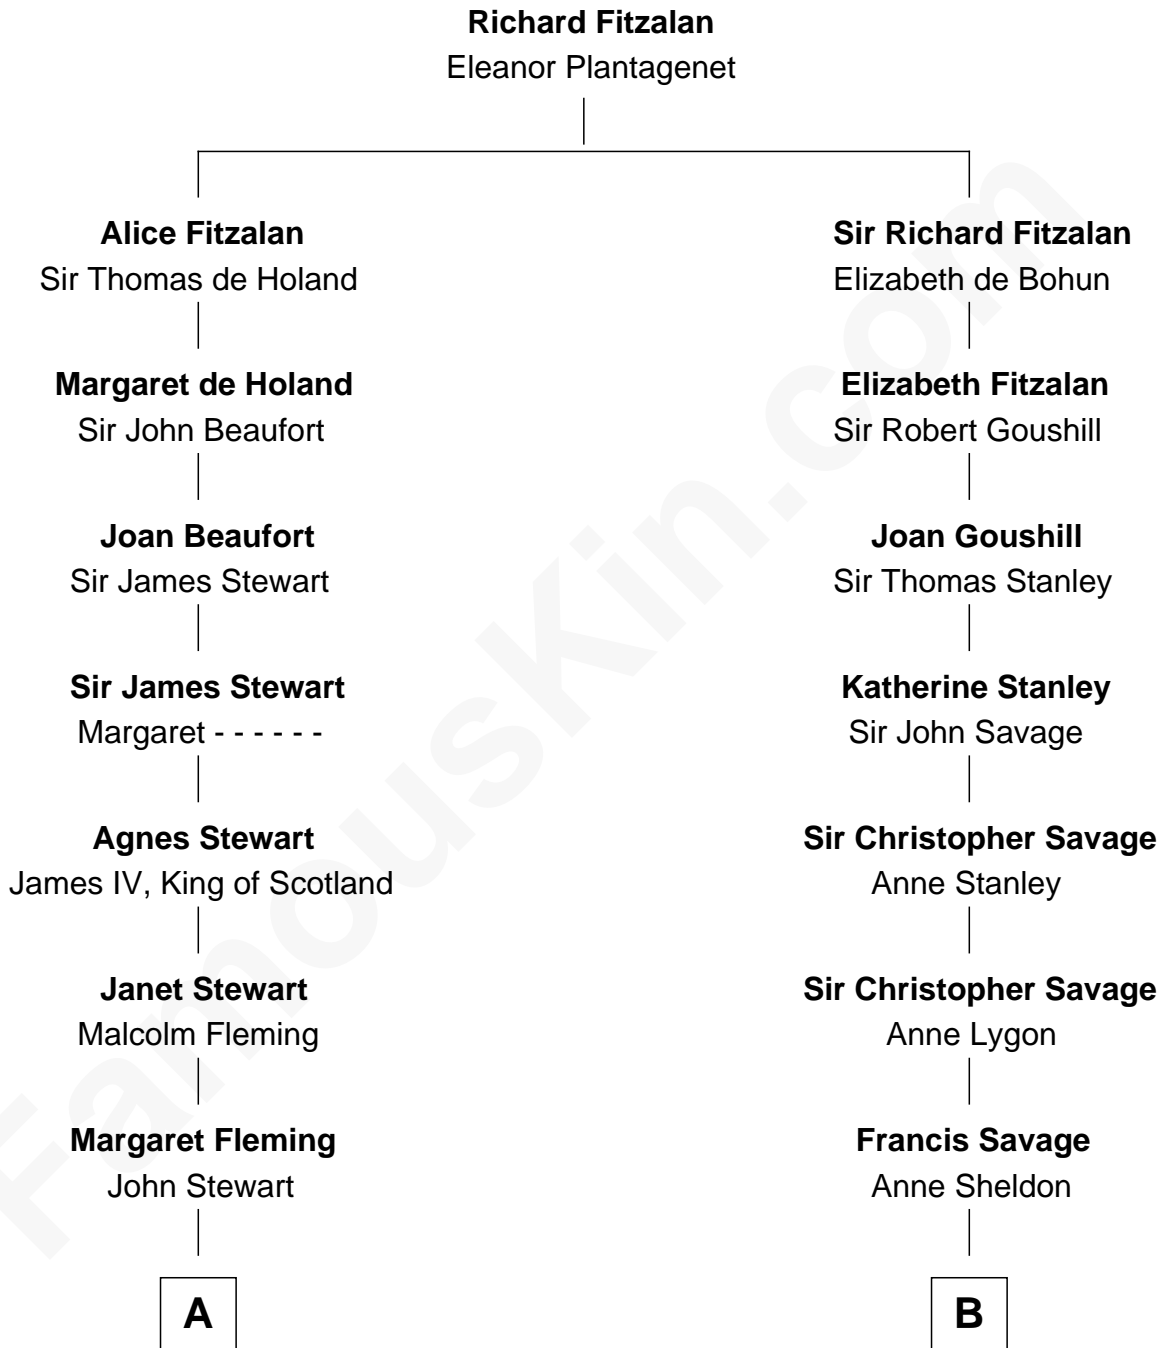 Richard Fitzalan
Eleanor Plantagenet
Alice Fitzalan
Sir Thomas de Holand
Margaret de Holand
Sir John Beaufort
Joan Beaufort
Sir James Stewart
Sir James Stewart
Margaret - - - - - -
Agnes Stewart
James IV, King of Scotland
Janet Stewart
Malcolm Fleming
Margaret Fleming
John Stewart
A
Sir Richard Fitzalan
Elizabeth de Bohun
Elizabeth Fitzalan
Sir Robert Goushill
Joan Goushill
Sir Thomas Stanley
Katherine Stanley
Sir John Savage
Sir Christopher Savage
Anne Stanley
Sir Christopher Savage
Anne Lygon
Francis Savage
Anne Sheldon
B
FamousKin.com